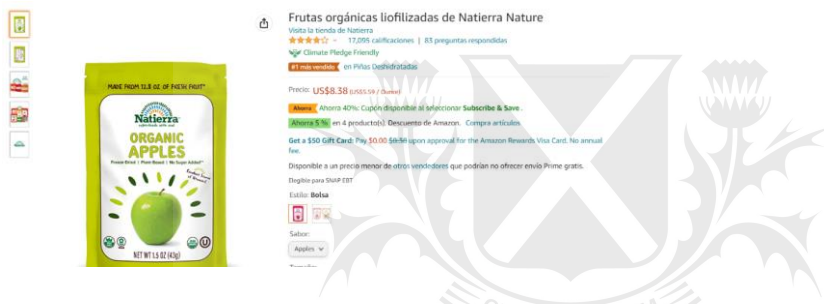 Frutas orgánicas liofilizadas de Natierra Nature
Visita la tienda de Natierra
17,095 calificaciones | 83 preguntas respondidas
Climate Pledge Friendly
#1 más vendido en Piñas Deshidratadas
Precio: US$8.38 (US$5.59 / Ounce)
Ahorra Ahorra 40%: Cupón disponible al seleccionar Subscribe & Save.
Ahorra 5 % en 4 producto(s). Descuento de Amazon. Compra artículos
Get a $50 Gift Card: Pay $0.00 $8.38 upon approval for the Amazon Rewards Visa Card. No annual
fee.
Disponible a un precio menor de otros vendedores que podrían no ofrecer envío Prime gratis.
Elegible para SNAP EBT
Estilo: Bolsa
Sabor:
Apples
MADE FROM 12.8 OZ OF FRESH FRUIT*
Natierra
ORGANIC
APPLES
Freeze-Dried | Plant-Based | No Sugar Added*
NET WT 1.5 OZ (43g)